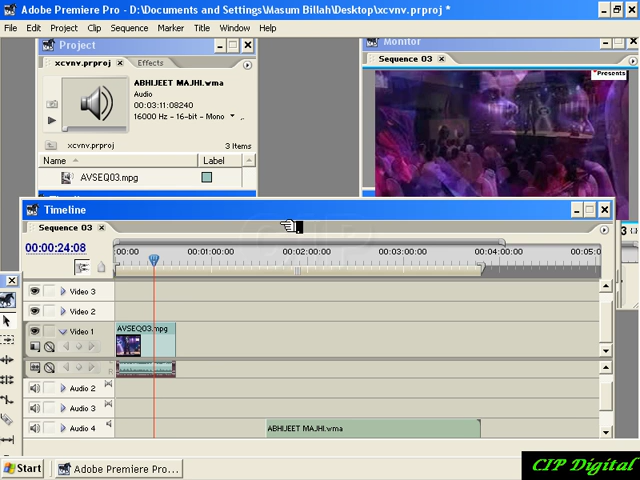 Adobe Premiere Pro - D:\Documents and Settings\Masum Billah\Desktop\xcvnv.prproj *
File Edit Project Clip Sequence Marker Title Window Help
Project
xcvnv.prproj Effects
ABHIJEET MAJHI.wma
Audio
00:03:11:08240
16000 Hz - 16-bit - Mono
xcvnv.prproj 3 Items
Name Label
AVSEQ03.mpg
Monitor
Sequence 03
Presents
Timeline
Sequence 03
CIP
00:00:24:08
00:00 00:01:00:00 00:02:00:00 00:03:00:00 00:04:00:00 00:05:0
Video 3
Video 2
Video 1
AVSEQ03.mpg
Audio 2
Audio 3
Audio 4
ABHIJEET MAJHI.wma
Start
Adobe Premiere Pro...
CIP Digital